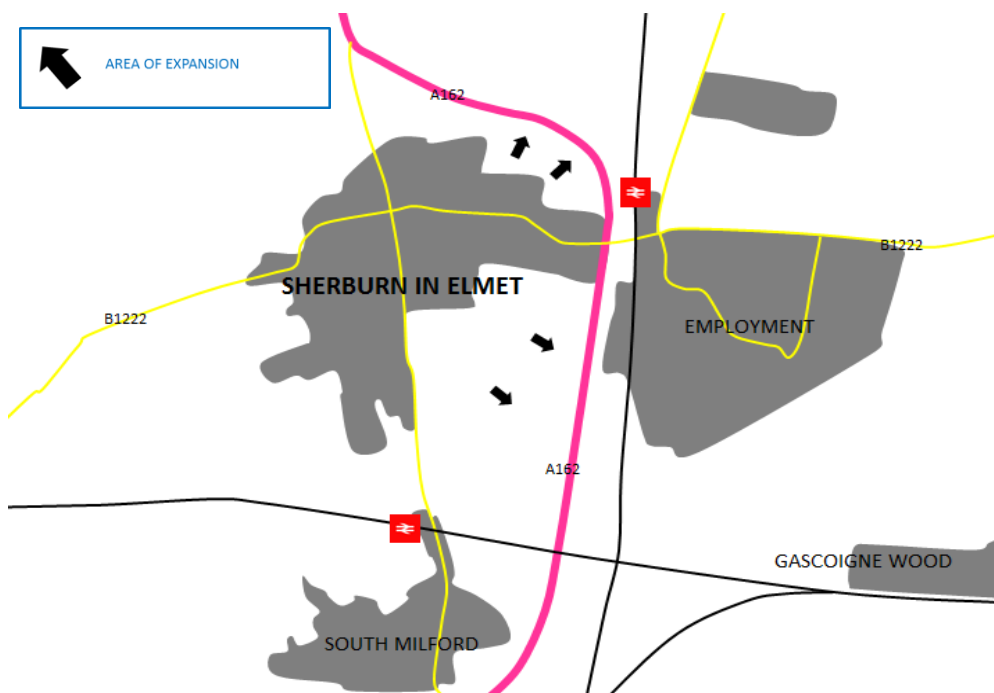 AREA OF EXPANSION
A162
B1222
SHERBURN IN ELMET
B1222
EMPLOYMENT
A162
GASCOIGNE WOOD
SOUTH MILFORD